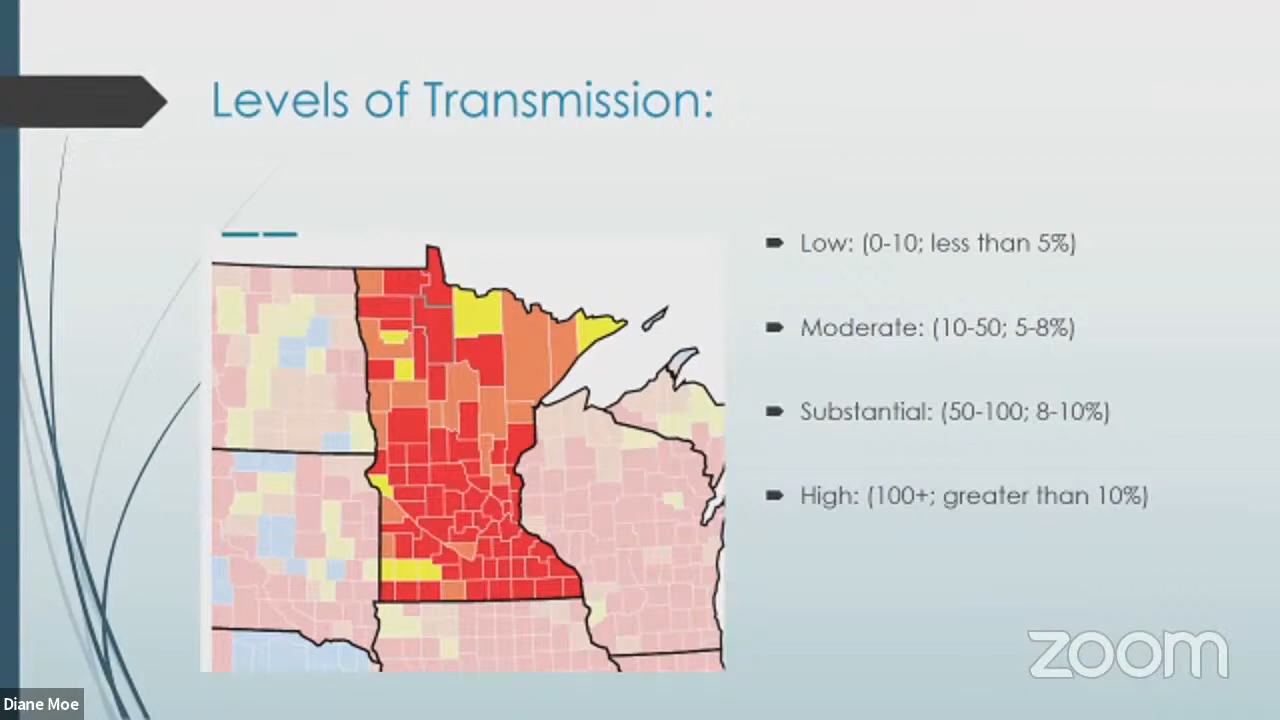 Levels of Transmission:
Low: (0-10; less than 5%)
Moderate: (10-50; 5-8%)
Substantial: (50-100; 8-10%)
High: (100+; greater than 10%)
zoom
Diane Moe